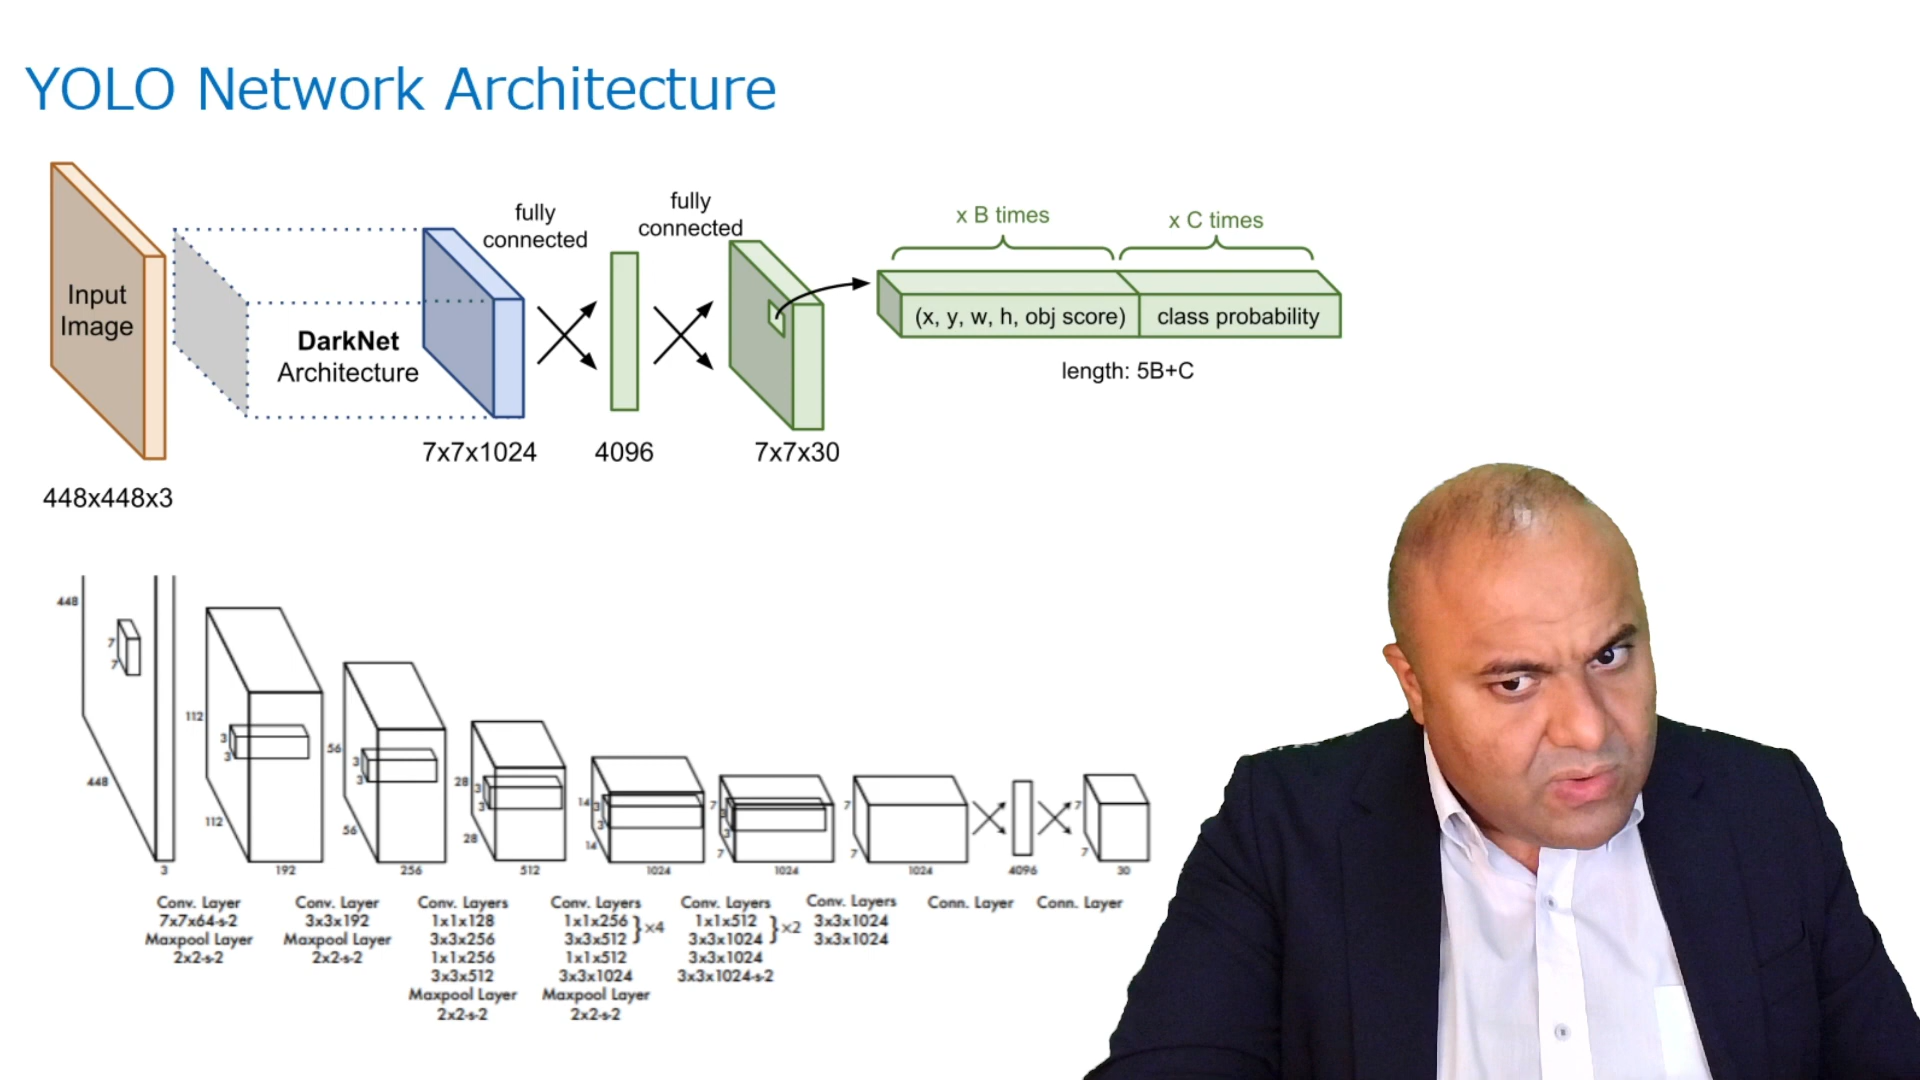 YOLO Network Architecture
fully
connected
fully
connected
x B times
x C times
Input
Image
DarkNet
Architecture
(x, y, w, h, obj score)
class probability
length: 5B+C
7x7x1024
4096
7x7x30
448x448x3
448
7
7
448
112
3
3
112
56
3
3
56
28
3
3
28
14
3
3
14
7
3
3
7
7
7
7
7
3
192
256
512
1024
1024
1024
4096
30
Conv. Layer
7x7x64-s-2
Maxpool Layer
2x2-s-2
Conv. Layer
3x3x192
Maxpool Layer
2x2-s-2
Conv. Layers
1x1x128
3x3x256
1x1x256
3x3x512
Maxpool Layer
2x2-s-2
Conv. Layers
1x1x256
3x3x512
}×4
1x1x512
3x3x1024
Maxpool Layer
2x2-s-2
Conv. Layers
1x1x512
3x3x1024
}×2
3x3x1024
3x3x1024-s-2
Conv. Layers
3x3x1024
3x3x1024
Conn. Layer
Conn. Layer